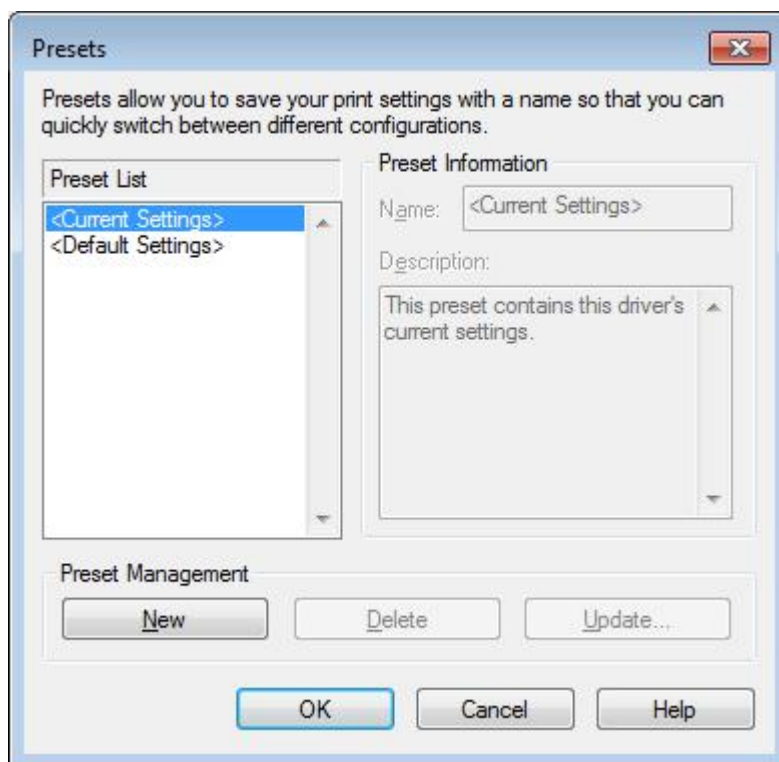 Presets
Presets allow you to save your print settings with a name so that you can
quickly switch between different configurations.
Preset List
<Current Settings>
<Default Settings>
Preset Information
Name: <Current Settings>
Description:
This preset contains this driver's
current settings.
Preset Management
New Delete Update...
OK Cancel Help